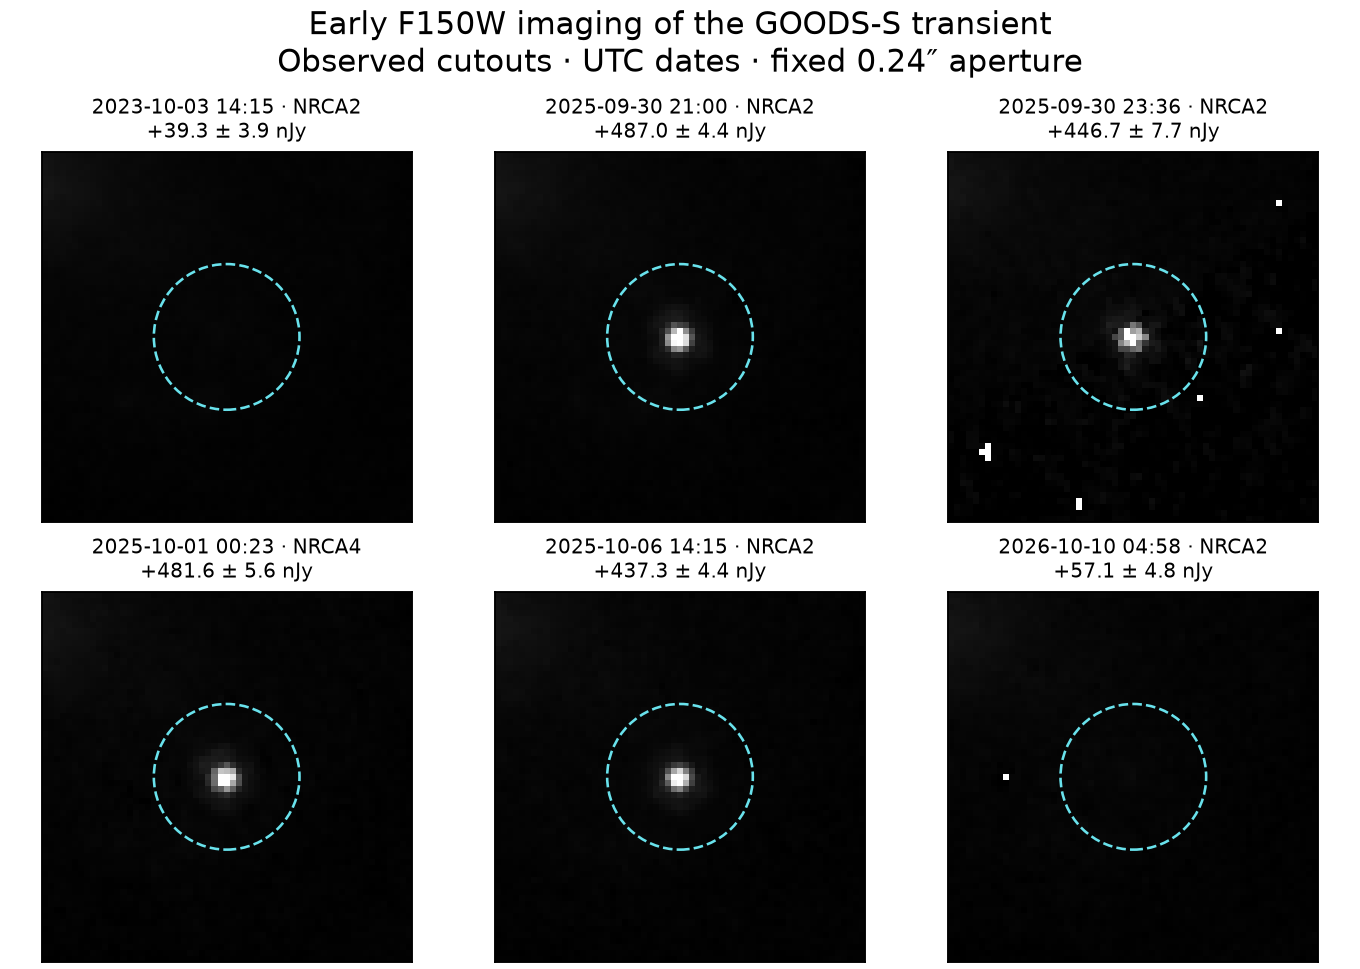 Early F150W imaging of the GOODS-S transient
Observed cutouts · UTC dates · fixed 0.24″ aperture
2023-10-03 14:15 · NRCA2
+39.3 ± 3.9 nJy
2025-09-30 21:00 · NRCA2
+487.0 ± 4.4 nJy
2025-09-30 23:36 · NRCA2
+446.7 ± 7.7 nJy
2025-10-01 00:23 · NRCA4
+481.6 ± 5.6 nJy
2025-10-06 14:15 · NRCA2
+437.3 ± 4.4 nJy
2026-10-10 04:58 · NRCA2
+57.1 ± 4.8 nJy